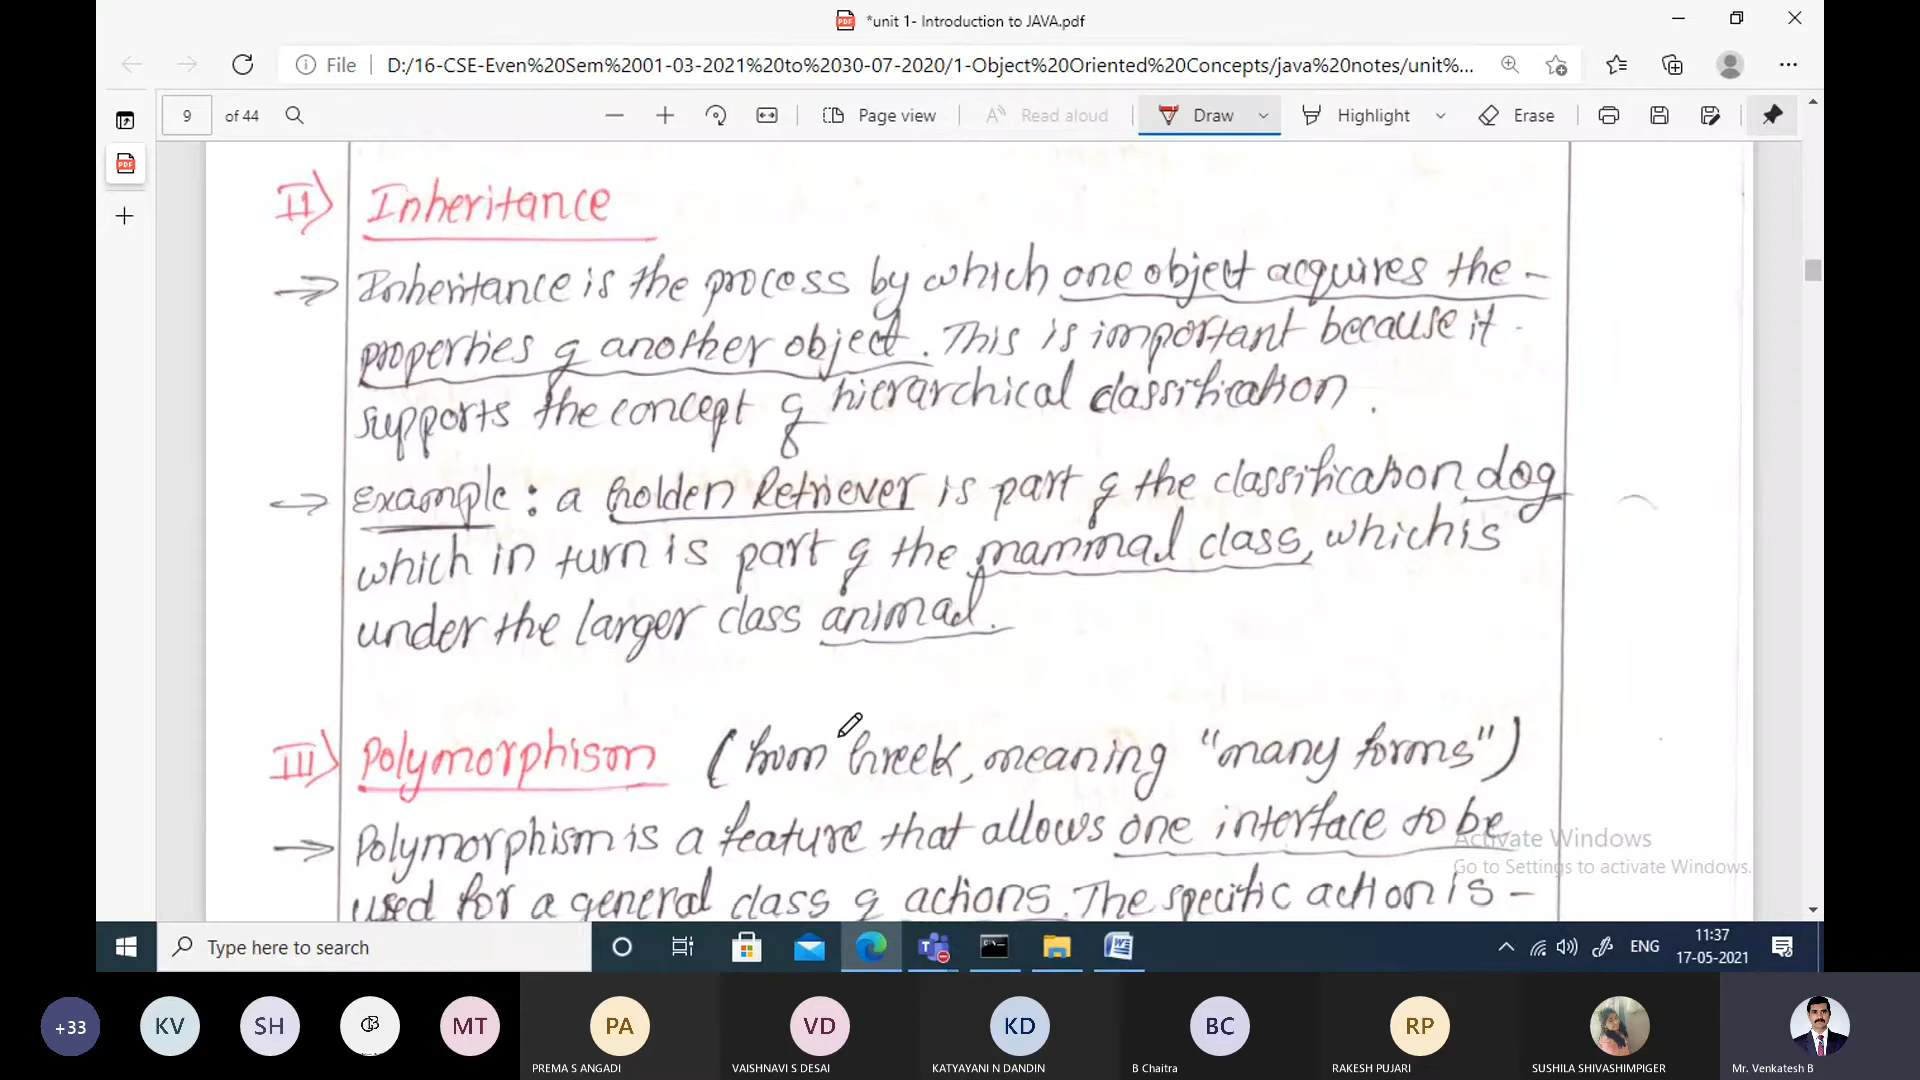 *unit 1- Introduction to JAVA.pdf
File D:/16-CSE-Even%20Sem%2001-03-2021%20to%2030-07-2020/1-Object%20Oriented%20Concepts/java%20notes/unit%...
9 of 44 Page view Read aloud Draw Highlight Erase
II) Inheritance
→ Inheritance is the process by which one object acquires the -
properties of another object. This is important because it
supports the concept of hierarchical classification.
→ Example: a Golden Retriever is part of the classification dog
which in turn is part of the mammal class, which is
under the larger class animal.
III) Polymorphism (from Greek, meaning "many forms")
→ Polymorphism is a feature that allows one interface to be
used for a general class of actions. The specific action is -
Activate Windows
Go to Settings to activate Windows.
Type here to search
ENG
11:37
17-05-2021
+33 KV SH MT PA VD KD BC RP
PREMA S ANGADI VAISHNAVI S DESAI KATYAYANI N DANDIN B Chaitra RAKESH PUJARI SUSHILA SHIVASHIMPIGER Mr. Venkatesh B